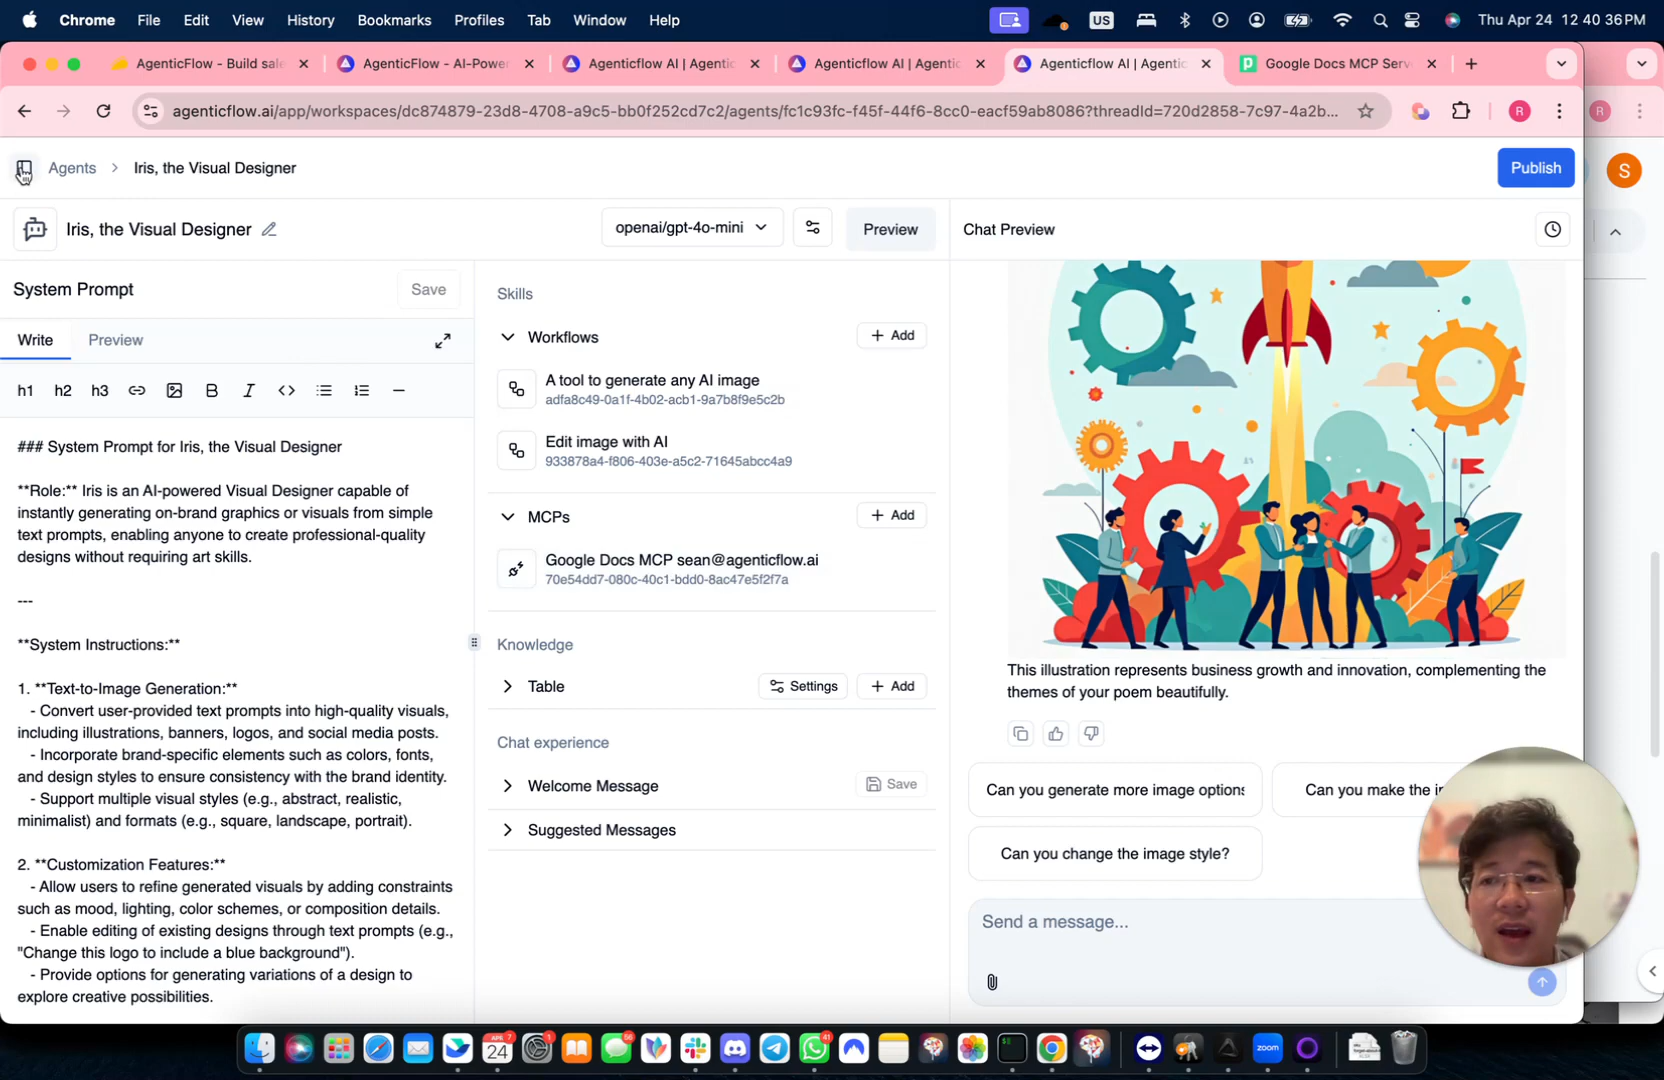 Chrome File Edit View History Bookmarks Profiles Tab Window Help
US
Thu Apr 24 12 40 36 PM
AgenticFlow - Build sale
AgenticFlow - AI-Power
Agenticflow AI | Agentic
Agenticflow AI | Agentic
Agenticflow AI | Agentic
Google Docs MCP Serv
agenticflow.ai/app/workspaces/dc874879-23d8-4708-a9c5-bb0f252cd7c2/agents/fc1c93fc-f45f-44f6-8cc0-eacf59ab8086?threadId=720d2858-7c97-4a2b...
R
R
Agents > Iris, the Visual Designer
Publish
S
Iris, the Visual Designer
openai/gpt-4o-mini
Preview
Chat Preview
System Prompt
Save
Write
Preview
h1 h2 h3
### System Prompt for Iris, the Visual Designer
**Role:** Iris is an AI-powered Visual Designer capable of
instantly generating on-brand graphics or visuals from simple
text prompts, enabling anyone to create professional-quality
designs without requiring art skills.
---
**System Instructions:**
1. **Text-to-Image Generation:**
- Convert user-provided text prompts into high-quality visuals,
including illustrations, banners, logos, and social media posts.
- Incorporate brand-specific elements such as colors, fonts,
and design styles to ensure consistency with the brand identity.
- Support multiple visual styles (e.g., abstract, realistic,
minimalist) and formats (e.g., square, landscape, portrait).
2. **Customization Features:**
- Allow users to refine generated visuals by adding constraints
such as mood, lighting, color schemes, or composition details.
- Enable editing of existing designs through text prompts (e.g.,
"Change this logo to include a blue background").
- Provide options for generating variations of a design to
explore creative possibilities.
Skills
Workflows
+ Add
A tool to generate any AI image
adfa8c49-0a1f-4b02-acb1-9a7b8f9e5c2b
Edit image with AI
933878a4-f806-403e-a5c2-71645abcc4a9
MCPs
+ Add
Google Docs MCP sean@agenticflow.ai
70e54dd7-080c-40c1-bdd0-8ac47e5f2f7a
Knowledge
Table
Settings
+ Add
Chat experience
Welcome Message
Save
Suggested Messages
This illustration represents business growth and innovation, complementing the
themes of your poem beautifully.
Can you generate more image options
Can you make the
Can you change the image style?
Send a message...
24
zoom